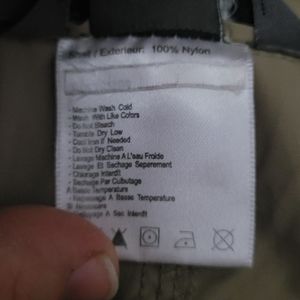 Shell / Exterieur: 100% Nylon
- Machine Wash Cold
- Wash With Like Colors
- Do Not Bleach
- Tumble Dry Low
- Cool Iron if Needed
- Do Not Dry Clean
- Lavage Machine A L'eau Froide
- Lavage Et Sechage Separement
- Chlorage Interdit
- Sechage Par Culbutage
A Basse Temperature
- Repassage A Basse Temperature
Si Necessaire
- Nettoyage A Sec Interdit